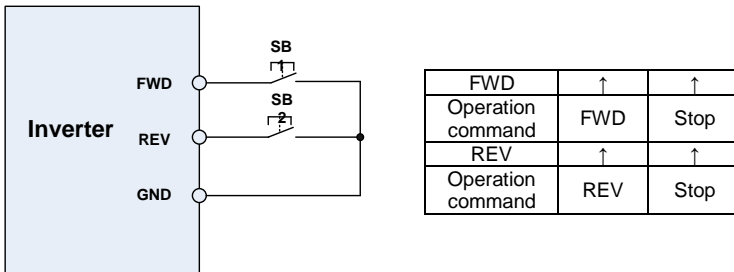 SB
1
FWD
SB
2
Inverter
REV
GND
FWD ↑ ↑
Operation
command FWD Stop
REV ↑ ↑
Operation
command REV Stop